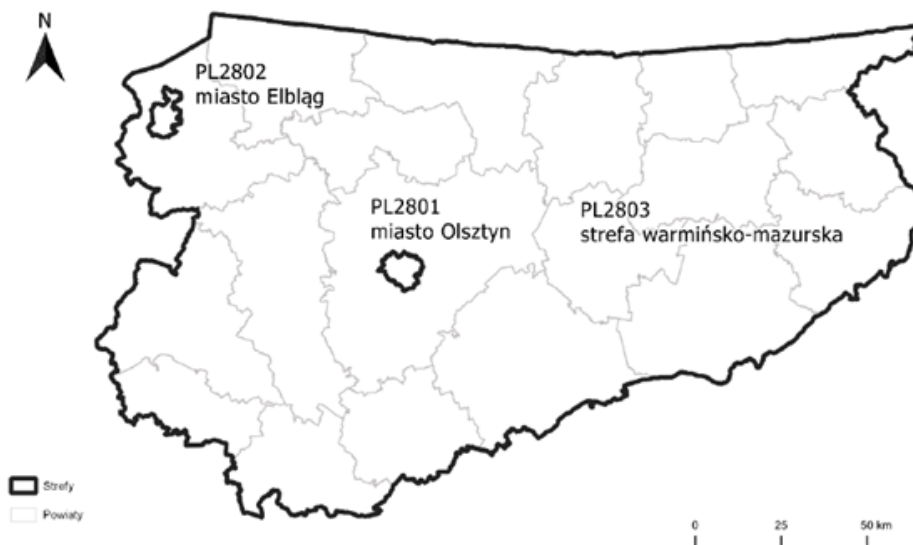 N
PL2802
miasto Elbląg
PL2801
miasto Olsztyn
PL2803
strefa warmińsko-mazurska
Strefy
Powiaty
0 25 50 km